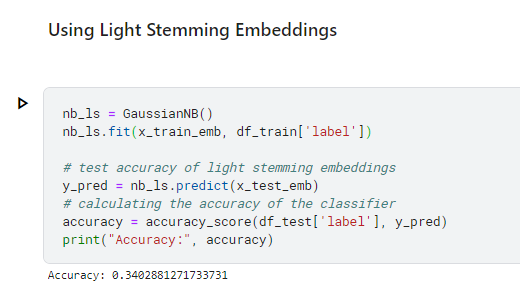 Using Light Stemming Embeddings
nb_ls = GaussianNB()
nb_ls.fit(x_train_emb, df_train['label'])
# test accuracy of light stemming embeddings
y_pred = nb_ls.predict(x_test_emb)
# calculating the accuracy of the classifier
accuracy = accuracy_score(df_test['label'], y_pred)
print("Accuracy:", accuracy)
Accuracy: 0.3402881271733731